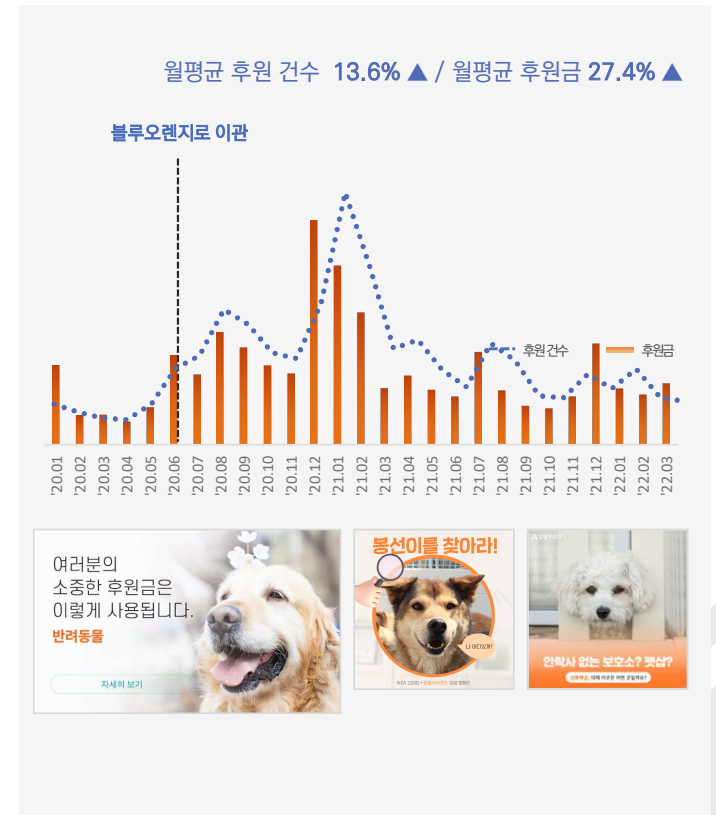 월평균 후원 건수 13.6% ▲ / 월평균 후원금 27.4% ▲
블루오렌지로 이관
후원 건수
후원금
'20.01
'20.02
'20.03
'20.04
'20.05
'20.06
'20.07
'20.08
'20.09
'20.10
'20.11
'20.12
'21.01
'21.02
'21.03
'21.04
'21.05
'21.06
'21.07
'21.08
'21.09
'21.10
'21.11
'21.12
'22.01
'22.02
'22.03
여러분의
소중한 후원금은
이렇게 사용됩니다.
반려동물
자세히 보기
봉선이를 찾아라!
나 어디있개?
안락사 없는 보호소? 펫샵?